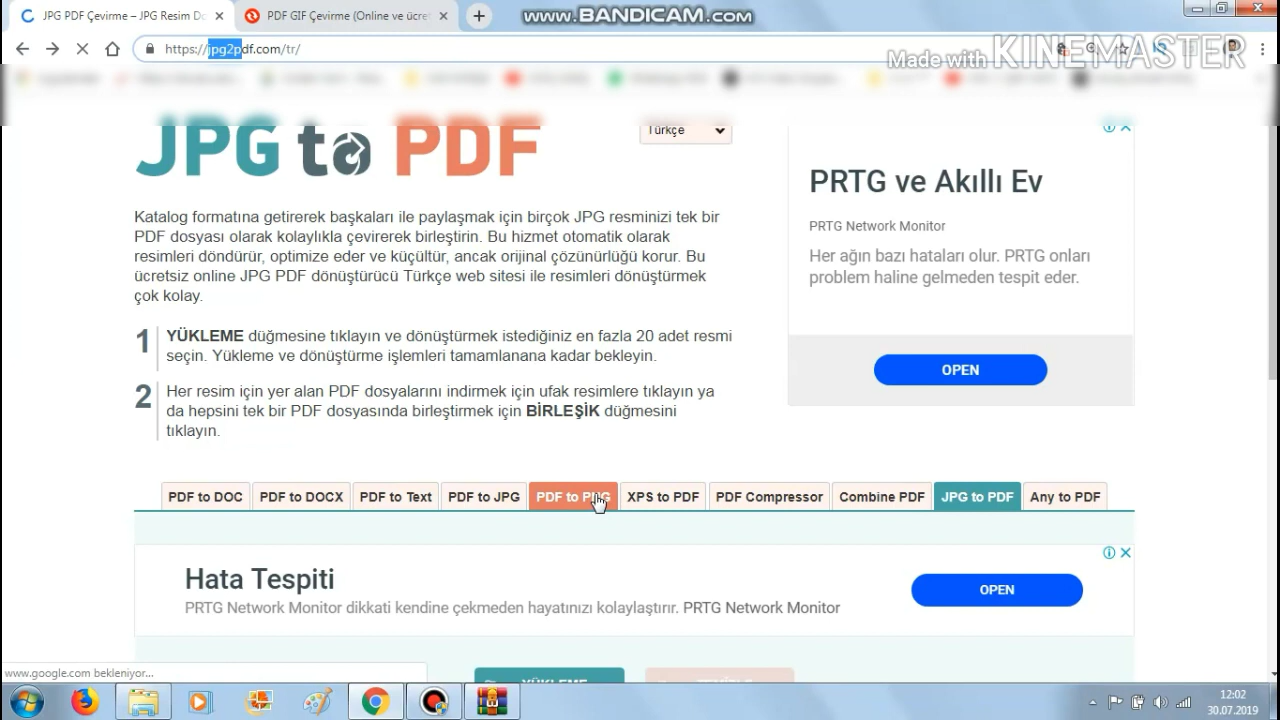 JPG PDF Çevirme – JPG Resim Dö
PDF GIF Çevirme (Online ve ücre
www.BANDICAM.com
https://jpg2pdf.com/tr/
Made with KINEMASTER
JPG to PDF
Türkçe
Katalog formatına getirerek başkaları ile paylaşmak için birçok JPG resminizi tek bir
PDF dosyası olarak kolaylıkla çevirerek birleştirin. Bu hizmet otomatik olarak
resimleri döndürür, optimize eder ve küçültür, ancak orijinal çözünürlüğü korur. Bu
ücretsiz online JPG PDF dönüştürücü Türkçe web sitesi ile resimleri dönüştürmek
çok kolay.
1 YÜKLEME düğmesine tıklayın ve dönüştürmek istediğiniz en fazla 20 adet resmi
seçin. Yükleme ve dönüştürme işlemleri tamamlanana kadar bekleyin.
2 Her resim için yer alan PDF dosyalarını indirmek için ufak resimlere tıklayın ya
da hepsini tek bir PDF dosyasında birleştirmek için BİRLEŞİK düğmesini
tıklayın.
PRTG ve Akıllı Ev
PRTG Network Monitor
Her ağın bazı hataları olur. PRTG onları
problem haline gelmeden tespit eder.
OPEN
PDF to DOC PDF to DOCX PDF to Text PDF to JPG PDF to PNG XPS to PDF PDF Compressor Combine PDF JPG to PDF Any to PDF
Hata Tespiti
PRTG Network Monitor dikkati kendine çekmeden hayatınızı kolaylaştırır. PRTG Network Monitor
OPEN
www.google.com bekleniyor...
YÜKLEME
12:02
30.07.2019